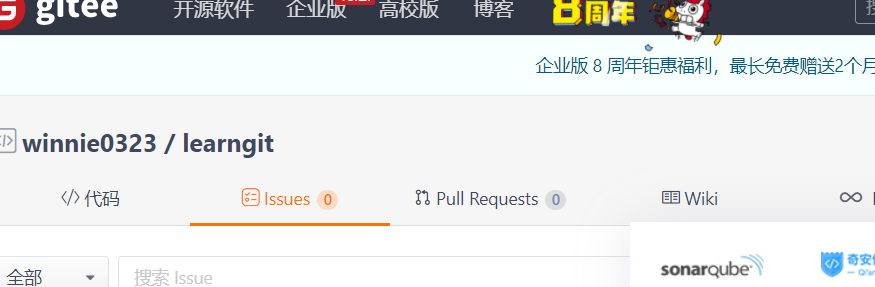 gitee 开源软件 企业版 高校版 博客 8周年
企业版 8 周年钜惠福利，最长免费赠送2个月
winnie0323 / learngit
代码 Issues 0 Pull Requests 0 Wiki
全部 搜索 Issue
sonarqube 奇安